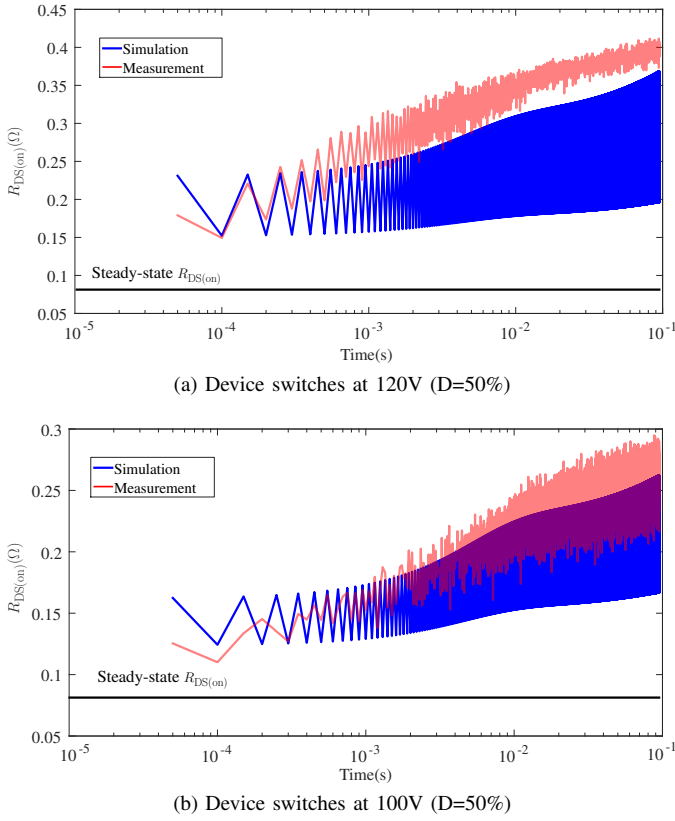 0.45
0.4
0.35
0.3
0.25
0.2
0.15
0.1
0.05
R_DS(on)(Ω)
Simulation
Measurement
Steady-state R_DS(on)
10^-5 10^-4 10^-3 10^-2 10^-1
Time(s)
(a) Device switches at 120V (D=50%)
0.3
0.25
0.2
0.15
0.1
0.05
R_DS(on)(Ω)
Simulation
Measurement
Steady-state R_DS(on)
10^-5 10^-4 10^-3 10^-2 10^-1
Time(s)
(b) Device switches at 100V (D=50%)